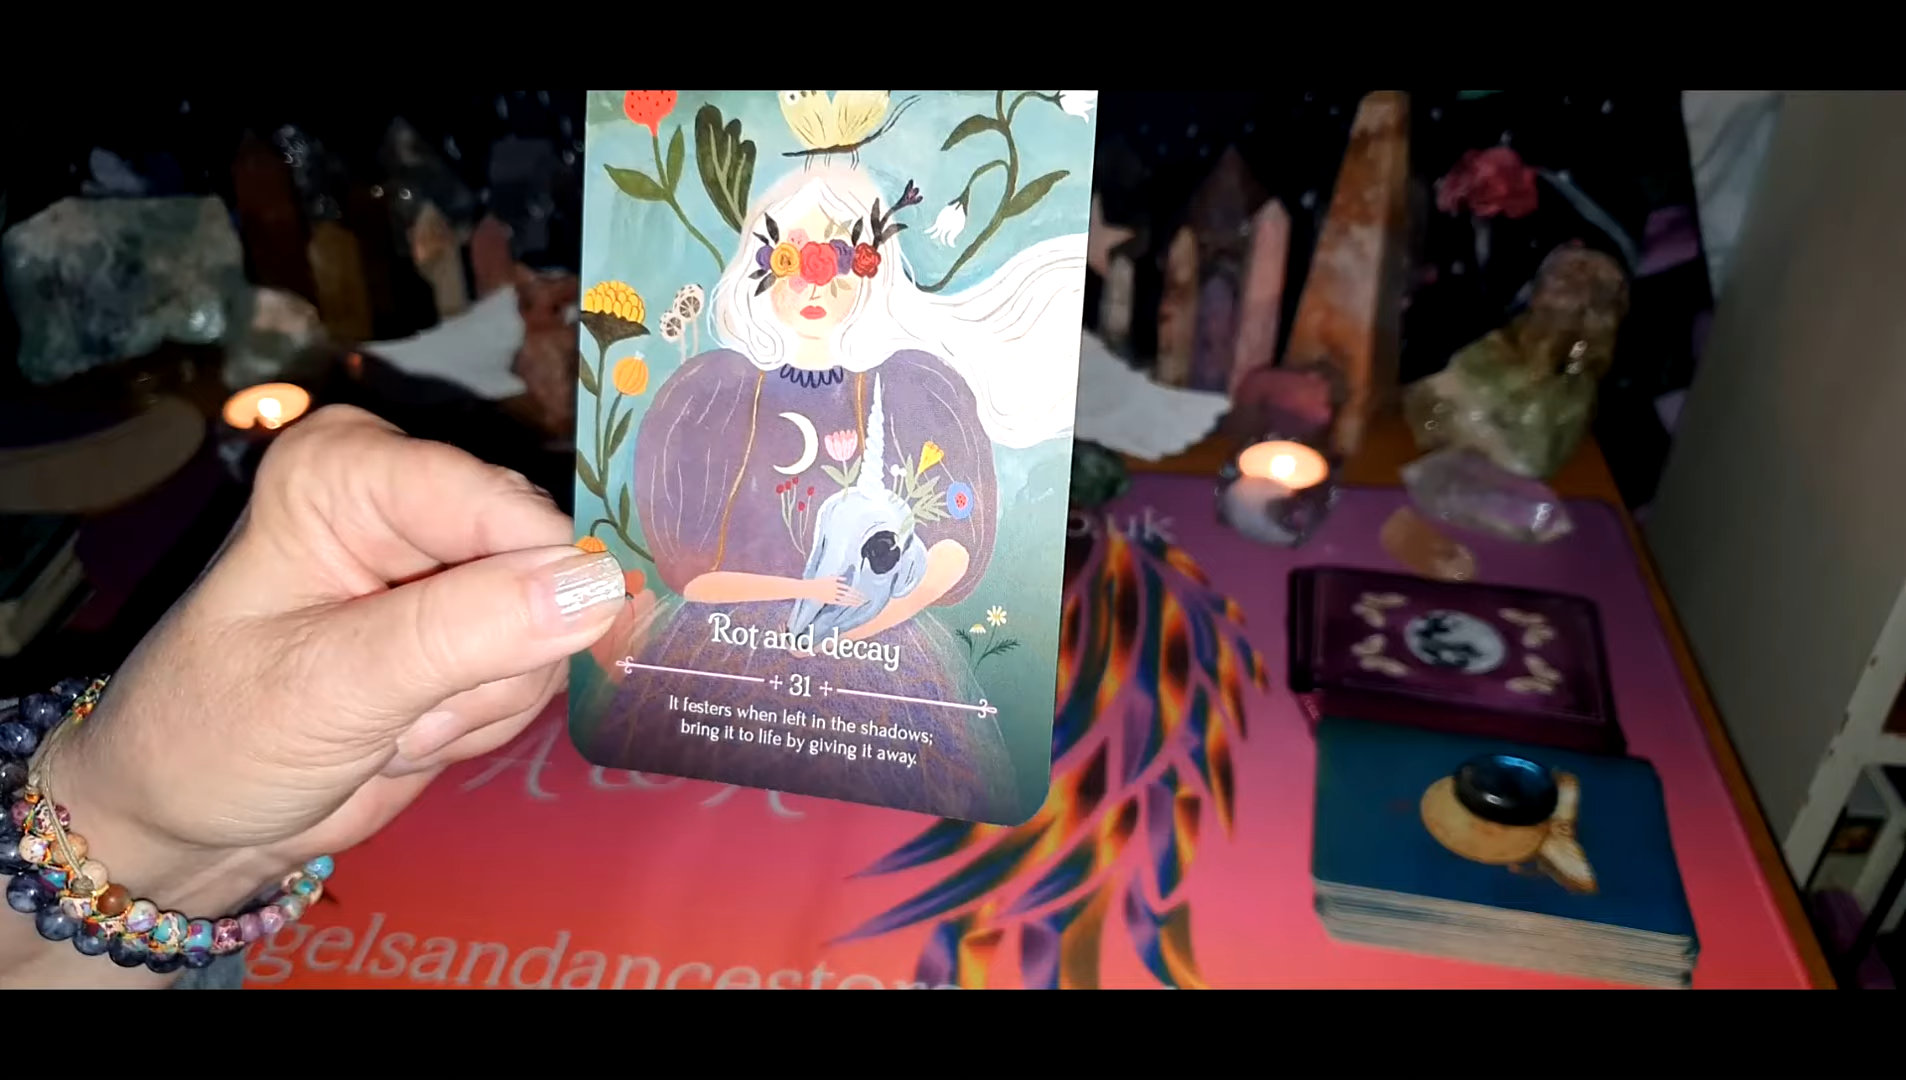 Rot and decay
+ 31 +
It festers when left in the shadows;
bring it to life by giving it away.
.uk
A & A
gelsandancestor